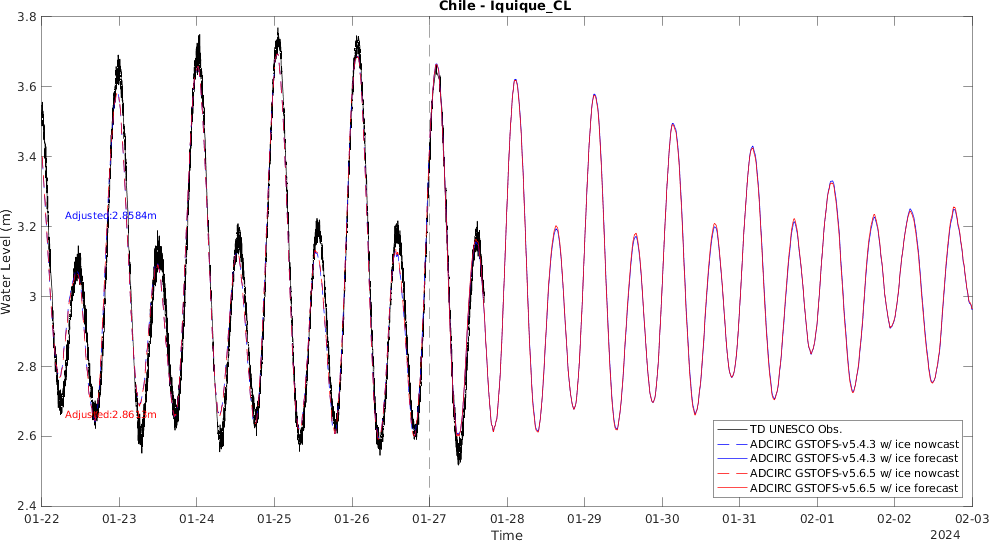 Chile - Iquique_CL
3.8
3.6
3.4
3.2
3
2.8
2.6
2.4
Water Level (m)
Adjusted:2.8584m
01-22
01-23
01-24
01-25
01-26
01-27
01-28
01-29
01-30
01-31
02-01
02-02
02-03
Time
2024
TD UNESCO Obs.
ADCIRC GSTOFS-v5.4.3 w/ ice nowcast
ADCIRC GSTOFS-v5.4.3 w/ ice forecast
ADCIRC GSTOFS-v5.6.5 w/ ice nowcast
ADCIRC GSTOFS-v5.6.5 w/ ice forecast